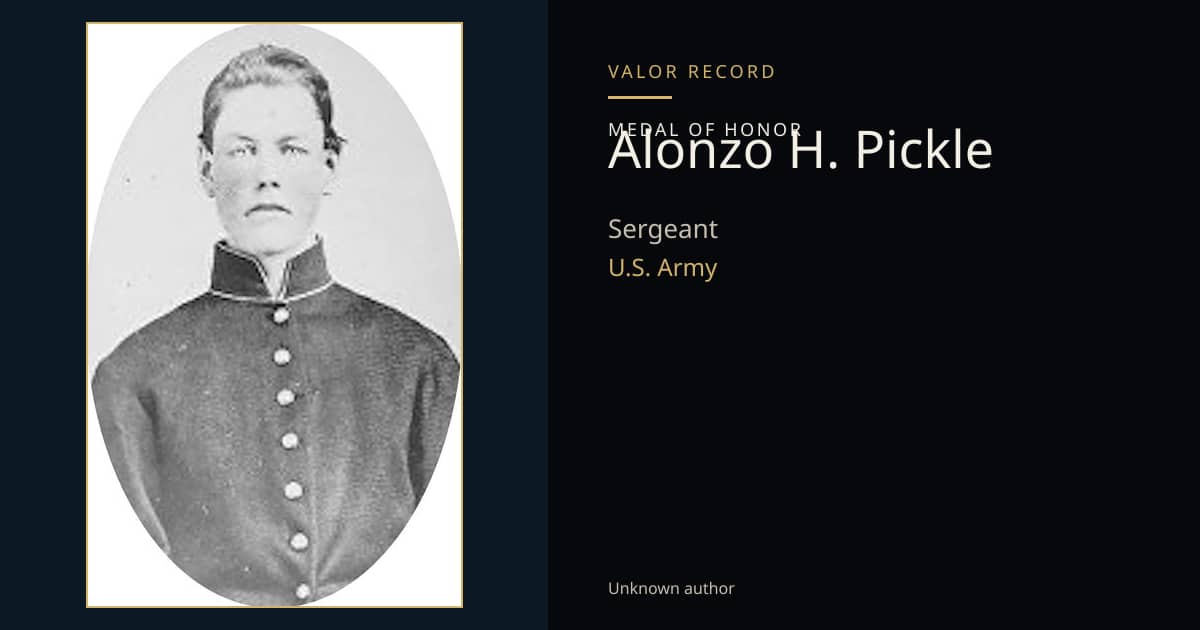 VALOR RECORD
MEDAL OF HONOR
Alonzo H. Pickle
Sergeant
U.S. Army
Unknown author